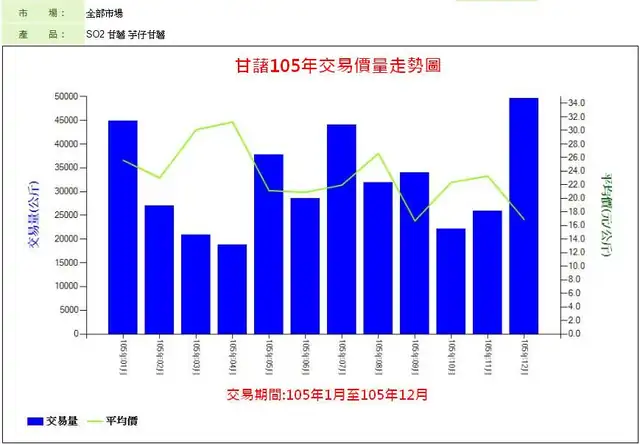 市 場： 全部市場
產 品： SO2 甘藷 芋仔甘藷
甘藷105年交易價量走勢圖
50000
45000
40000
35000
30000
25000
20000
15000
10000
5000
0
交易量(公斤)
34.0
32.0
30.0
28.0
26.0
24.0
22.0
20.0
18.0
16.0
14.0
12.0
10.0
8.0
6.0
4.0
2.0
0.0
平均價(元/公斤)
105年01月
105年02月
105年03月
105年04月
105年05月
105年06月
105年07月
105年08月
105年09月
105年10月
105年11月
105年12月
交易期間:105年1月至105年12月
交易量 平均價